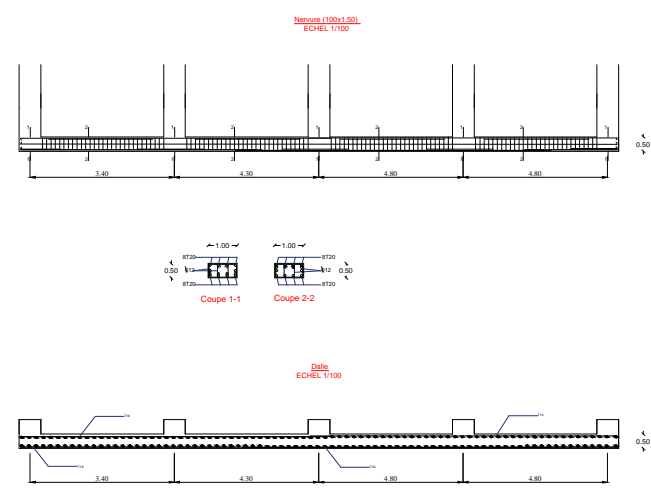 Nervure (100x1.50)
ECHEL 1/100
1 2 1 2 1 2 1 2 1
0.50
1 2 1 2 1 2 1 2 1
3.40 4.30 4.80 4.80
1.00 1.00
8T20 8T20
0.50 0.50
8T20 8T20
Coupe 1-1 Coupe 2-2
Dalle
ECHEL 1/100
0.50
3.40 4.30 4.80 4.80